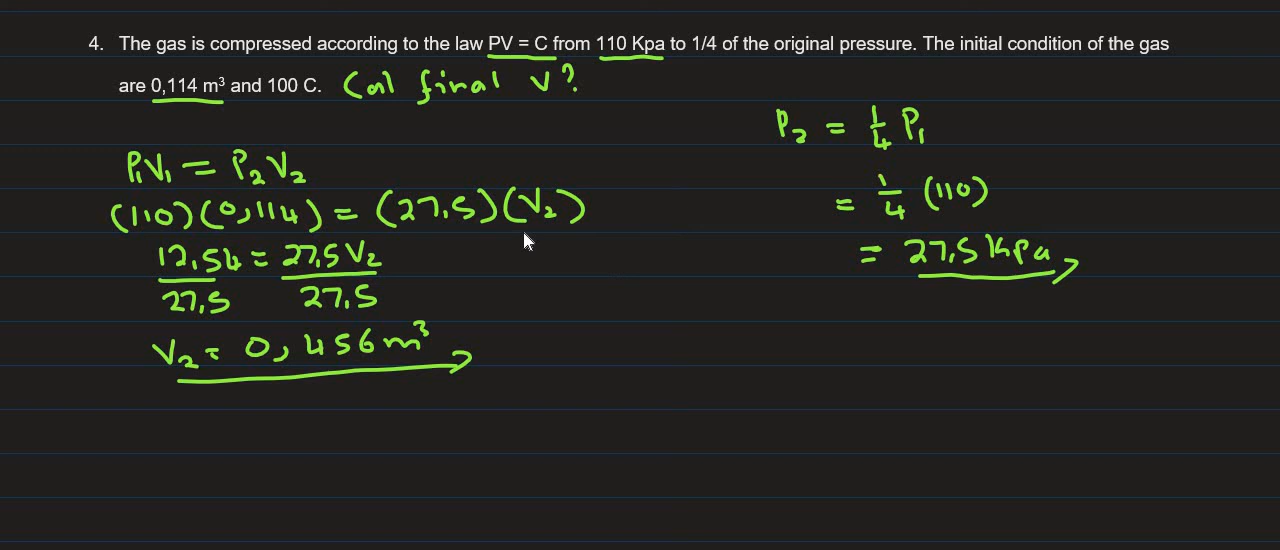 4. The gas is compressed according to the law PV = C from 110 Kpa to 1/4 of the original pressure. The initial condition of the gas
are 0,114 m³ and 100 C. Cal final V?
P₁V₁ = P₂V₂
(110)(0,114) = (27,5)(V₂)
12,54 = 27,5 V₂
27,5 27,5
V₂ = 0,456 m³
P₂ = 1/4 P₁
= 1/4 (110)
= 27,5 Kpa